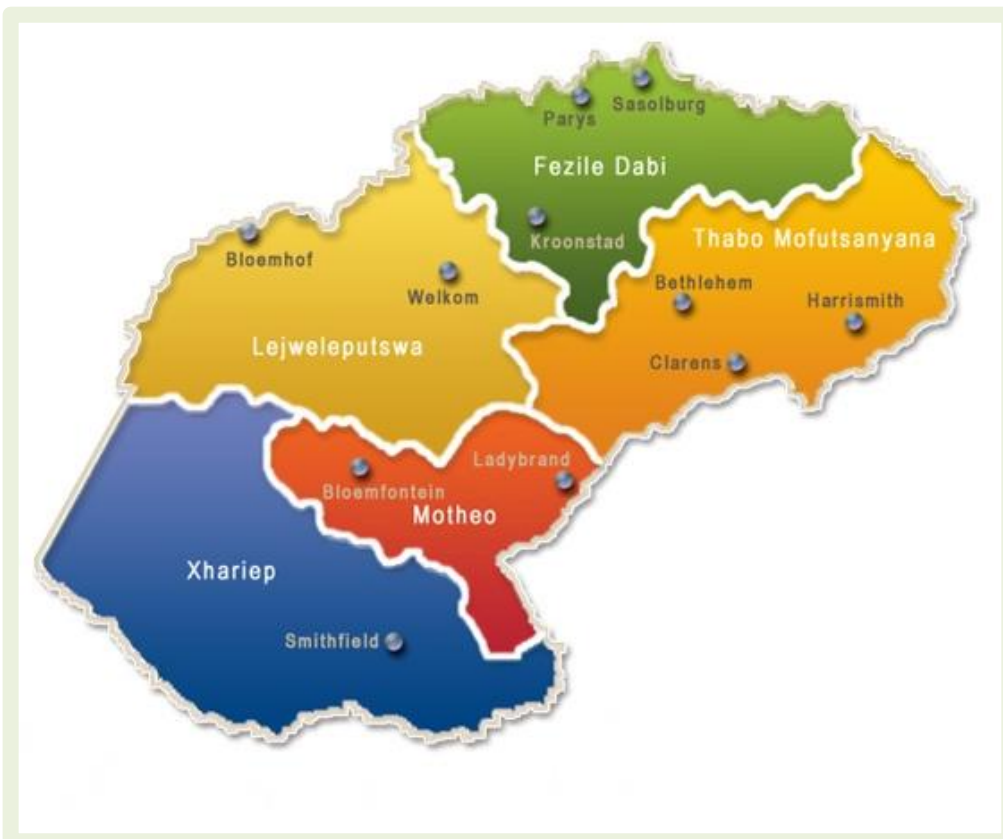 Sasolburg
Parys
Fezile Dabi
Kroonstad
Thabo Mofutsanyana
Bloemhof
Bethlehem
Welkom
Harrismith
Lejweleputswa
Clarens
Ladybrand
Bloemfontein
Motheo
Xhariep
Smithfield